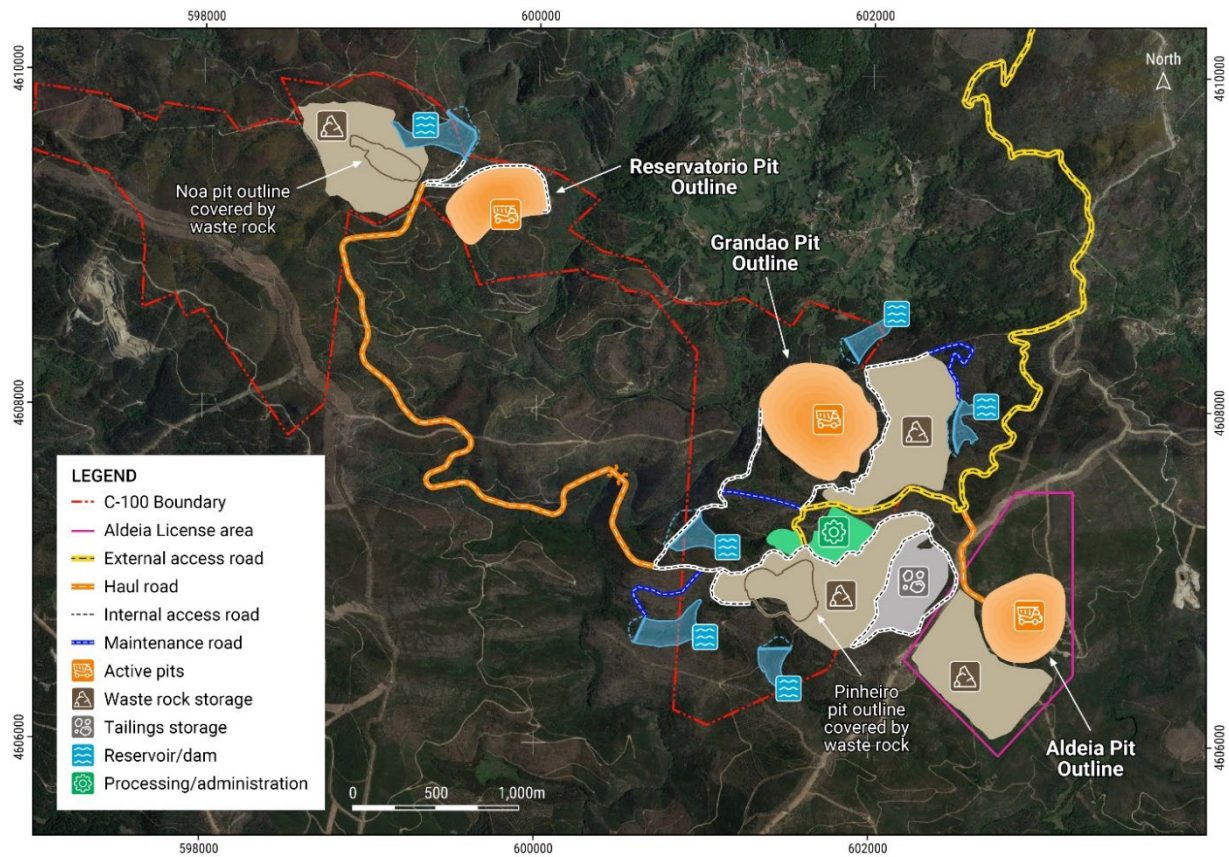 598000
600000
602000
4610000
4610000
North
Reservatorio Pit
Outline
Noa pit outline
covered by
waste rock
Grandao Pit
Outline
4608000
4608000
LEGEND
C-100 Boundary
Aldeia License area
External access road
Haul road
Internal access road
Maintenance road
Active pits
Waste rock storage
Tailings storage
Reservoir/dam
Processing/administration
Pinheiro
pit outline
covered by
waste rock
Aldeia Pit
Outline
4606000
4606000
0 500 1,000m
598000
600000
602000